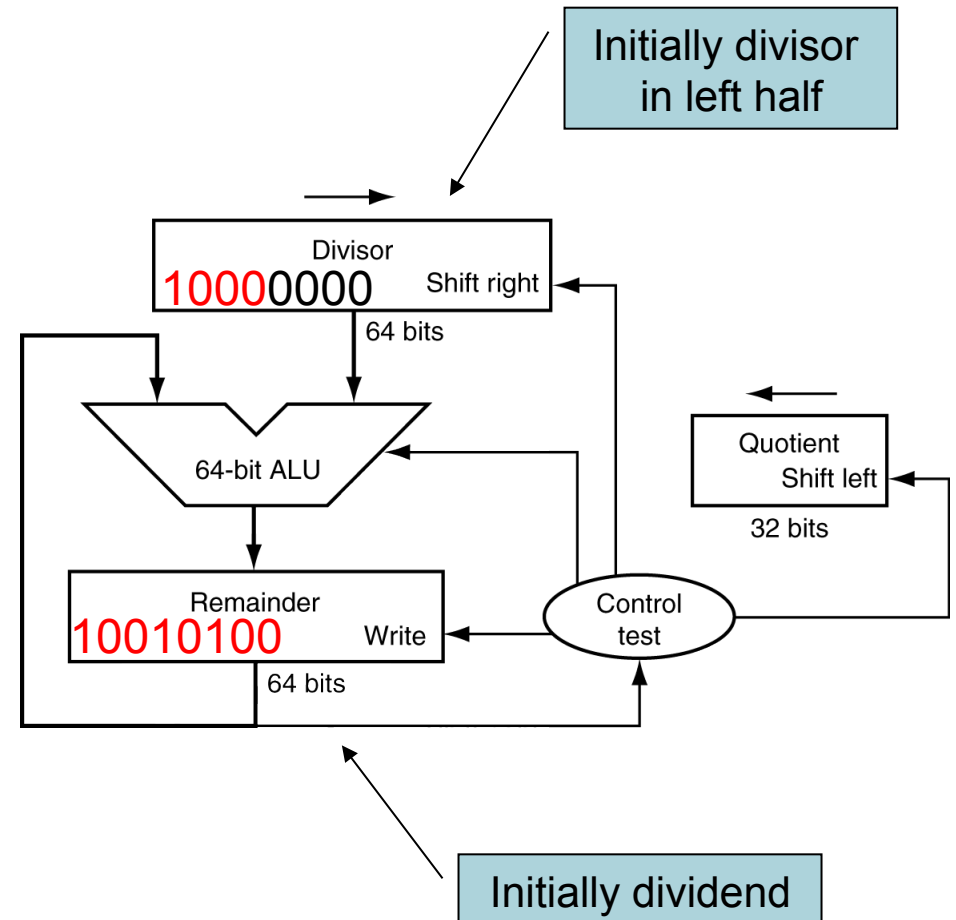 Initially divisor
in left half
Divisor
10000000
Shift right
64 bits
64-bit ALU
Quotient
Shift left
32 bits
Remainder
10010100
Write
Control
test
64 bits
Initially dividend